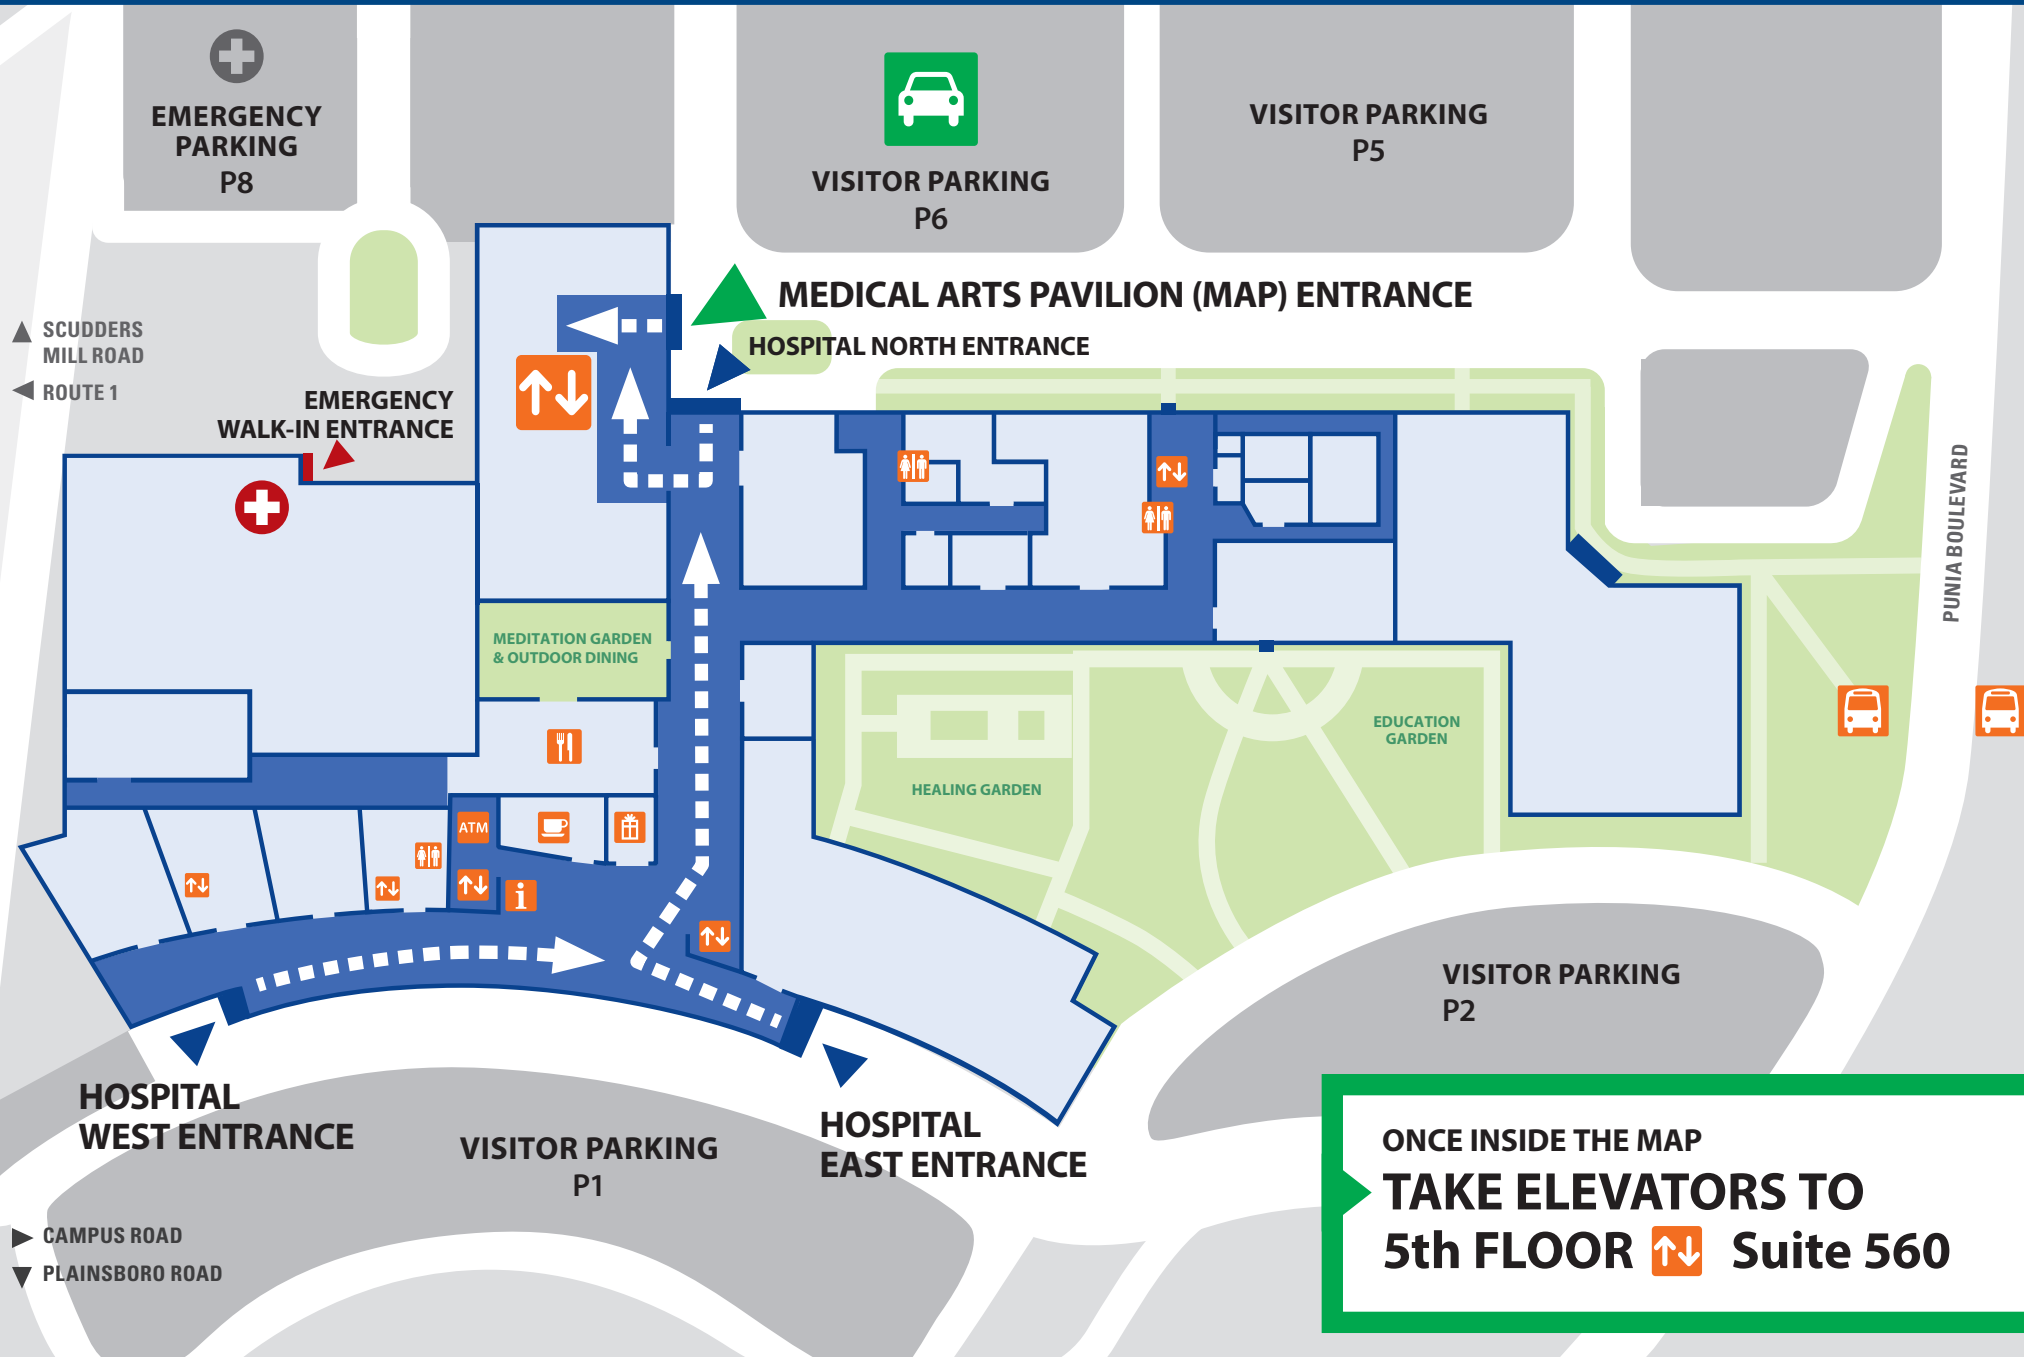 EMERGENCY
PARKING
P8
VISITOR PARKING
P6
VISITOR PARKING
P5
MEDICAL ARTS PAVILION (MAP) ENTRANCE
HOSPITAL NORTH ENTRANCE
SCUDDERS
MILL ROAD
ROUTE 1
EMERGENCY
WALK-IN ENTRANCE
PUNIA BOULEVARD
MEDITATION GARDEN
& OUTDOOR DINING
EDUCATION
GARDEN
HEALING GARDEN
ATM
i
VISITOR PARKING
P2
HOSPITAL
WEST ENTRANCE
VISITOR PARKING
P1
HOSPITAL
EAST ENTRANCE
CAMPUS ROAD
PLAINSBORO ROAD
ONCE INSIDE THE MAP
TAKE ELEVATORS TO
5th FLOOR Suite 560